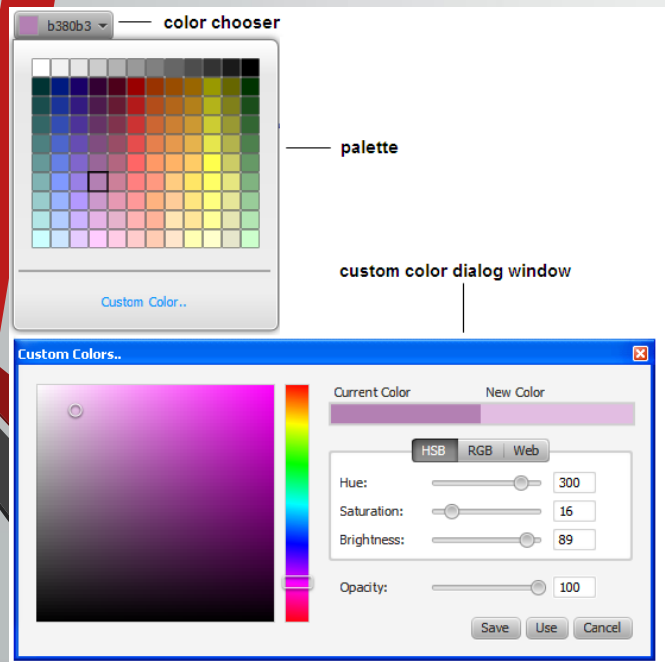 b380b3
color chooser
palette
Custom Color..
custom color dialog window
Custom Colors..
Current Color New Color
HSB RGB Web
Hue: 300
Saturation: 16
Brightness: 89
Opacity: 100
Save Use Cancel